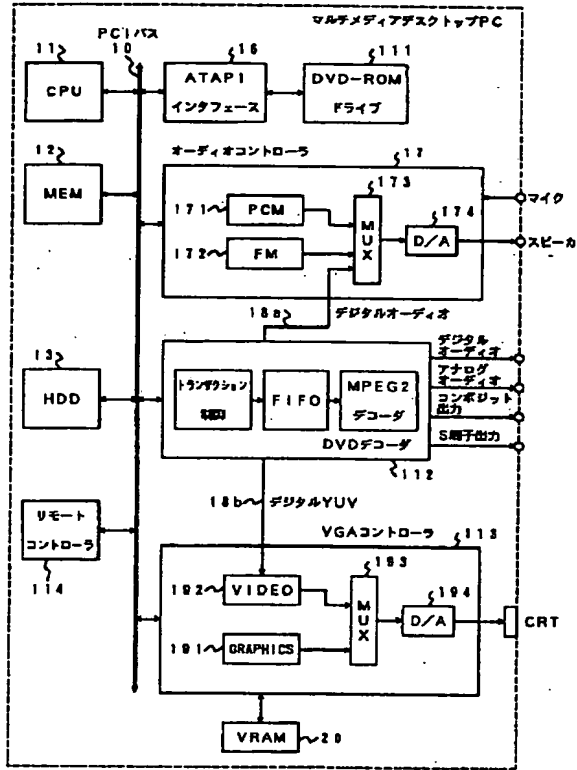 マルチメディアデスクトップPC
PCIバス
10
11
CPU
16
ATAPI
インタフェース
111
DVD-ROM
ドライブ
12
MEM
オーディオコントローラ
17
171
PCM
172
FM
173
MUX
174
D/A
マイク
スピーカ
18a
デジタルオーディオ
13
HDD
トランザクション
FIFO
MPEG2
デコーダ
DVDデコーダ
112
デジタル
オーディオ
アナログ
オーディオ
コンポジット
出力
S端子出力
18b
デジタルYUV
リモート
コントローラ
114
VGAコントローラ
113
192
VIDEO
191
GRAPHICS
193
MUX
194
D/A
CRT
VRAM
20